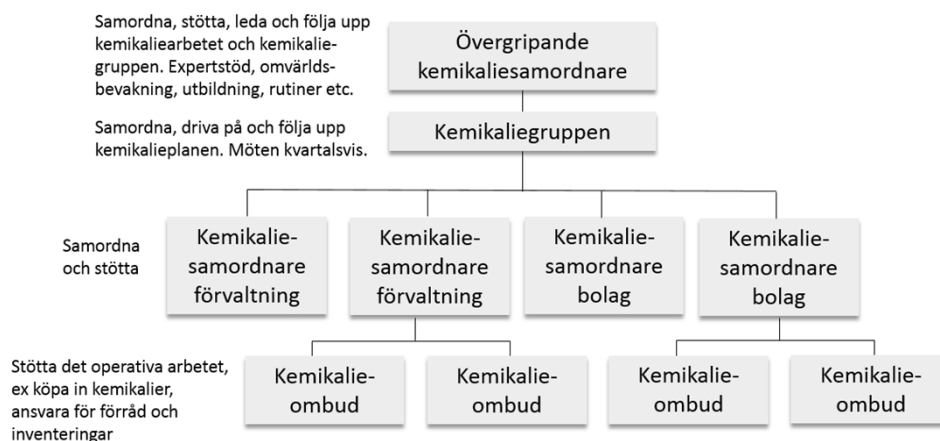 Samordna, stötta, leda och följa upp
kemikaliearbetet och kemikalie-
gruppen. Expertstöd, omvärlds-
bevakning, utbildning, rutiner etc.
Övergripande
kemikaliesamordnare
Samordna, driva på och följa upp
kemikalieplanen. Möten kvartalsvis.
Kemikaliegruppen
Samordna
och stötta
Kemikalie-
samordnare
förvaltning
Kemikalie-
samordnare
förvaltning
Kemikalie-
samordnare
bolag
Kemikalie-
samordnare
bolag
Stötta det operativa arbetet,
ex köpa in kemikalier,
ansvara för förråd och
inventeringar
Kemikalie-
ombud
Kemikalie-
ombud
Kemikalie-
ombud
Kemikalie-
ombud